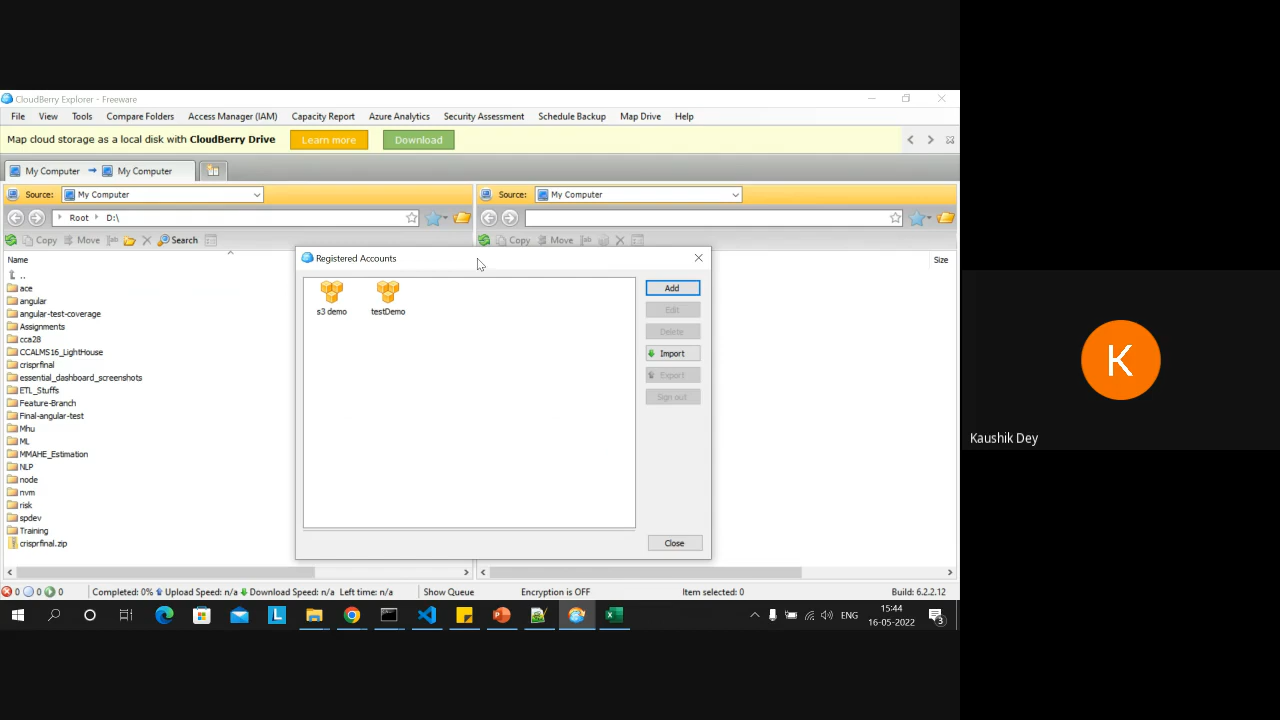 CloudBerry Explorer - Freeware
File View Tools Compare Folders Access Manager (IAM) Capacity Report Azure Analytics Security Assessment Schedule Backup Map Drive Help
Map cloud storage as a local disk with CloudBerry Drive Learn more Download
My Computer My Computer
Source: My Computer Source: My Computer
Root D:\
Copy Move Search Copy Move
Name Size
..
ace
angular
angular-test-coverage
Assignments
cca28
CCALMS16_LightHouse
crisprfinal
essential_dashboard_screenshots
ETL_Stuffs
Feature-Branch
Final-angular-test
Mhu
ML
MMAHE_Estimation
NLP
node
nvm
risk
spdev
Training
crisprfinal.zip
Registered Accounts
s3 demo testDemo
Add
Edit
Delete
Import
Export
Sign out
Close
0 0 0 Completed: 0% Upload Speed: n/a Download Speed: n/a Left time: n/a Show Queue Encryption is OFF Item selected: 0 Build: 6.2.2.12
L ENG 15:44
16-05-2022 3
K
Kaushik Dey